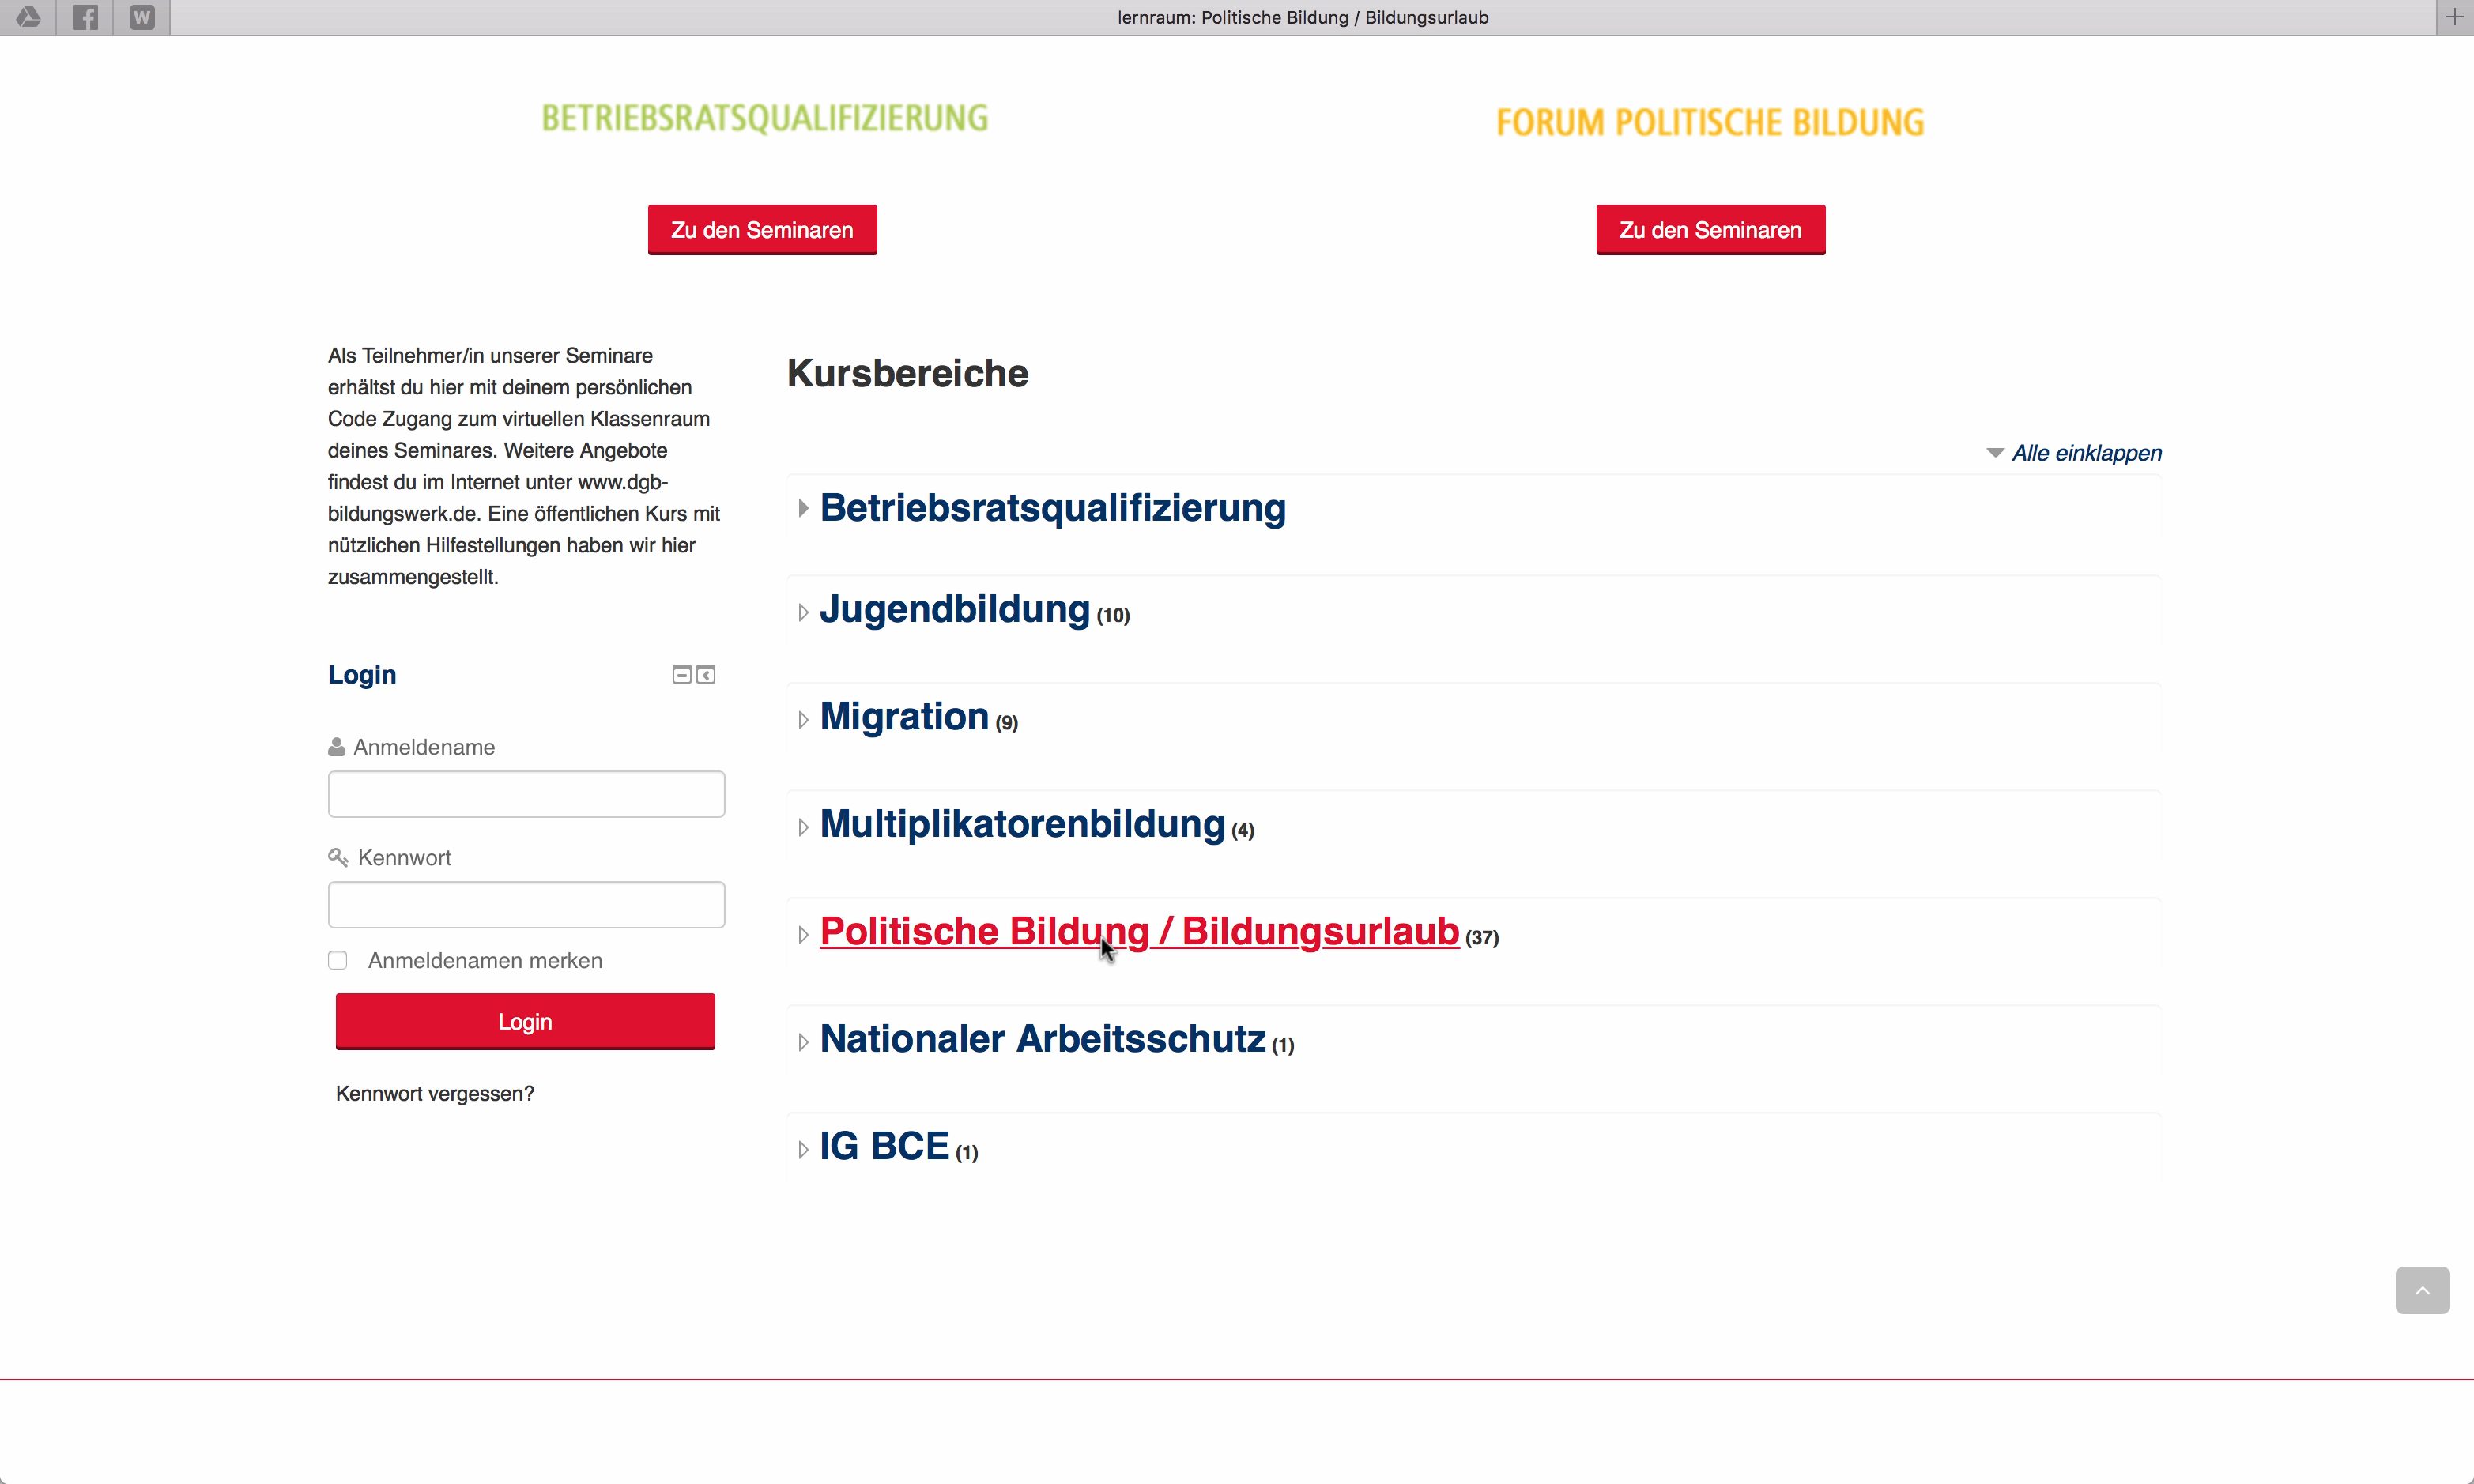 W
lernraum: Politische Bildung / Bildungsurlaub
BETRIEBSRATSQUALIFIZIERUNG
FORUM POLITISCHE BILDUNG
Zu den Seminaren
Zu den Seminaren
Als Teilnehmer/in unserer Seminare
erhältst du hier mit deinem persönlichen
Code Zugang zum virtuellen Klassenraum
deines Seminares. Weitere Angebote
findest du im Internet unter www.dgb-
bildungswerk.de. Eine öffentlichen Kurs mit
nützlichen Hilfestellungen haben wir hier
zusammengestellt.
Login
Anmeldename
Kennwort
Anmeldenamen merken
Login
Kennwort vergessen?
Kursbereiche
Alle einklappen
Betriebsratsqualifizierung
Jugendbildung (10)
Migration (9)
Multiplikatorenbildung (4)
Politische Bildung / Bildungsurlaub (37)
Nationaler Arbeitsschutz (1)
IG BCE (1)